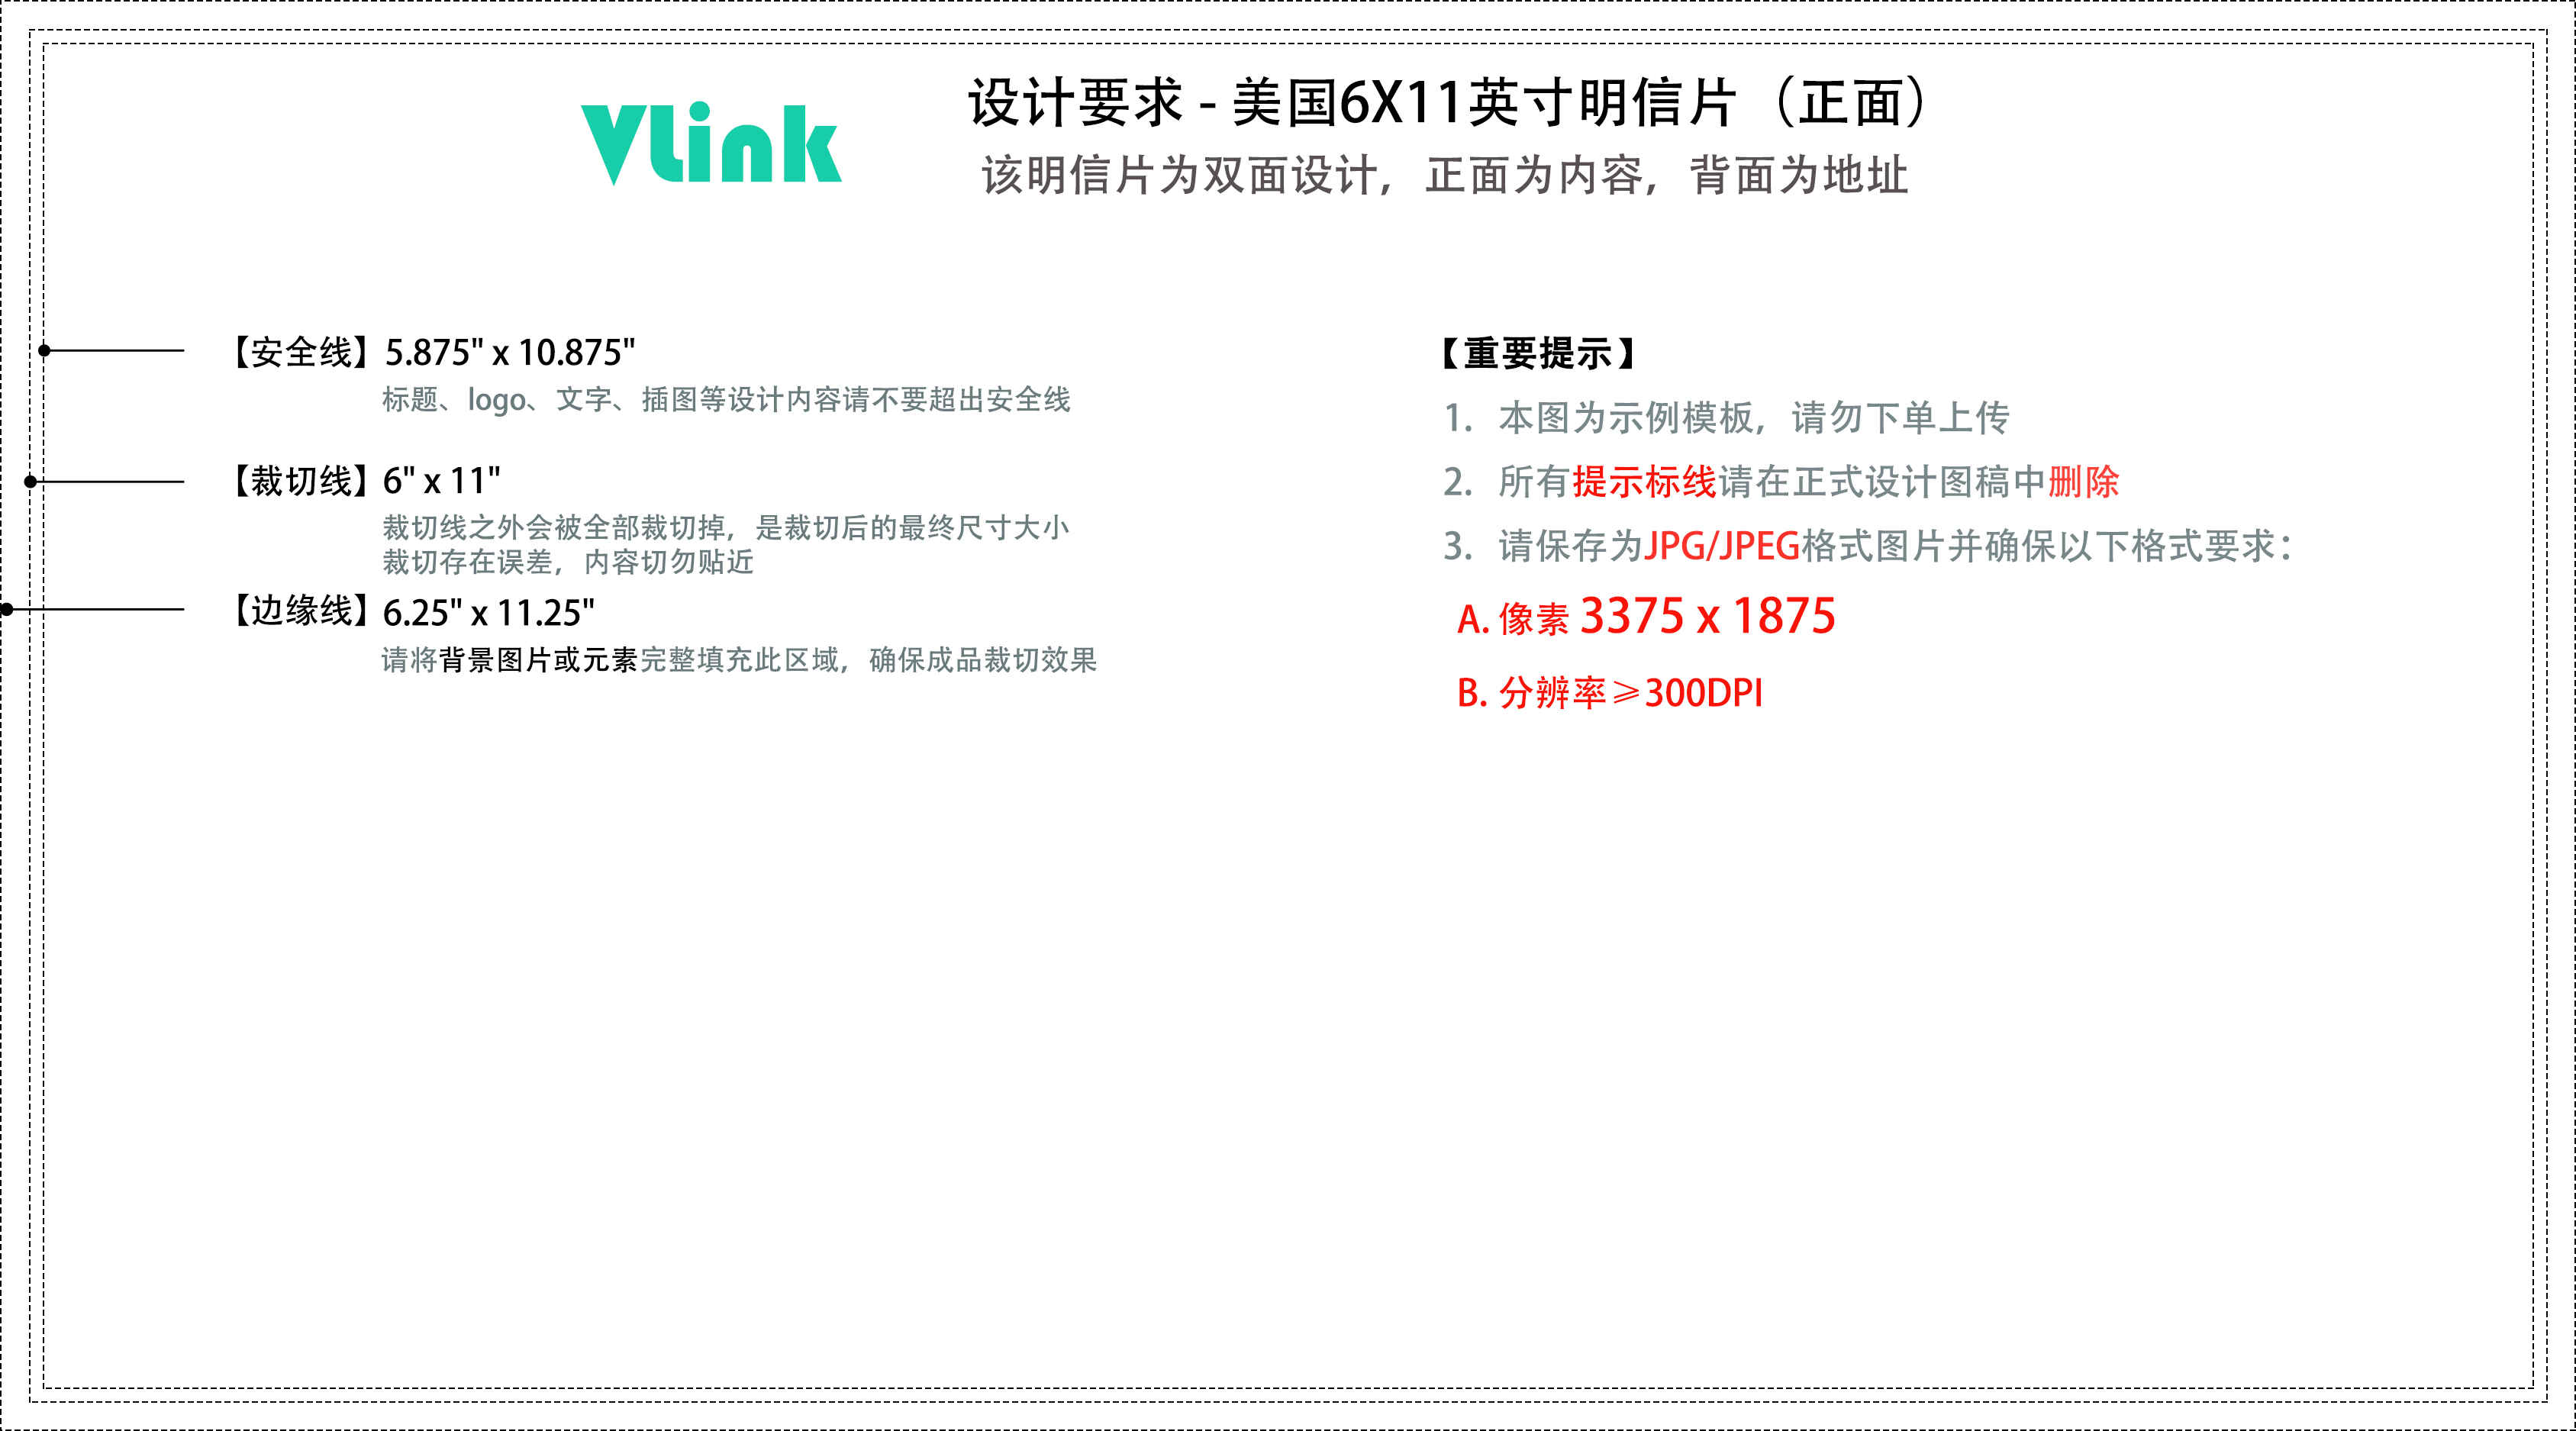 VLink
设计要求 - 美国6X11英寸明信片（正面）
该明信片为双面设计，正面为内容，背面为地址
【安全线】5.875" x 10.875"
标题、logo、文字、插图等设计内容请不要超出安全线
【裁切线】6" x 11"
裁切线之外会被全部裁切掉，是裁切后的最终尺寸大小
裁切存在误差，内容切勿贴近
【边缘线】6.25" x 11.25"
请将背景图片或元素完整填充此区域，确保成品裁切效果
【重要提示】
1. 本图为示例模板，请勿下单上传
2. 所有提示标线请在正式设计图稿中删除
3. 请保存为JPG/JPEG格式图片并确保以下格式要求：
A. 像素 3375 x 1875
B. 分辨率≥300DPI